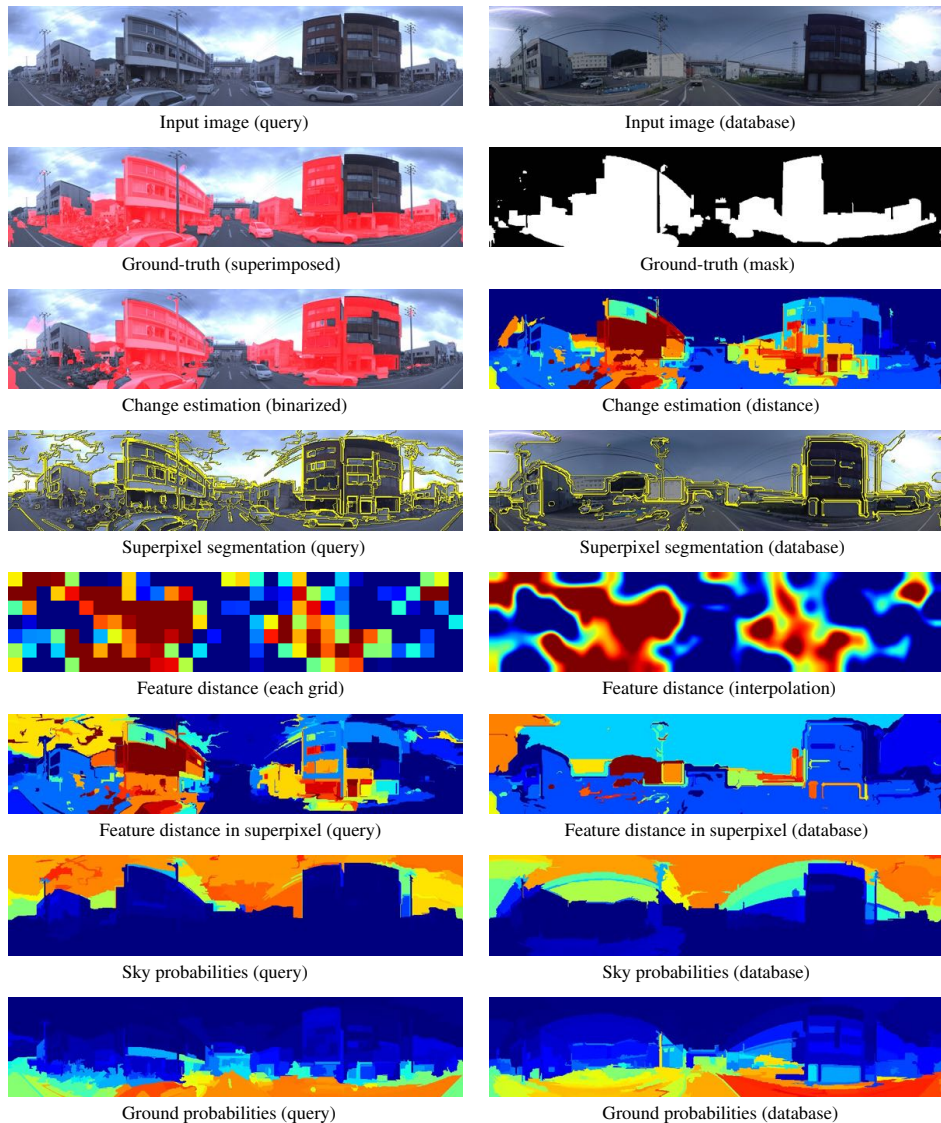 Input image (query)
Input image (database)
Ground-truth (superimposed)
Ground-truth (mask)
Change estimation (binarized)
Change estimation (distance)
Superpixel segmentation (query)
Superpixel segmentation (database)
Feature distance (each grid)
Feature distance (interpolation)
Feature distance in superpixel (query)
Feature distance in superpixel (database)
Sky probabilities (query)
Sky probabilities (database)
Ground probabilities (query)
Ground probabilities (database)